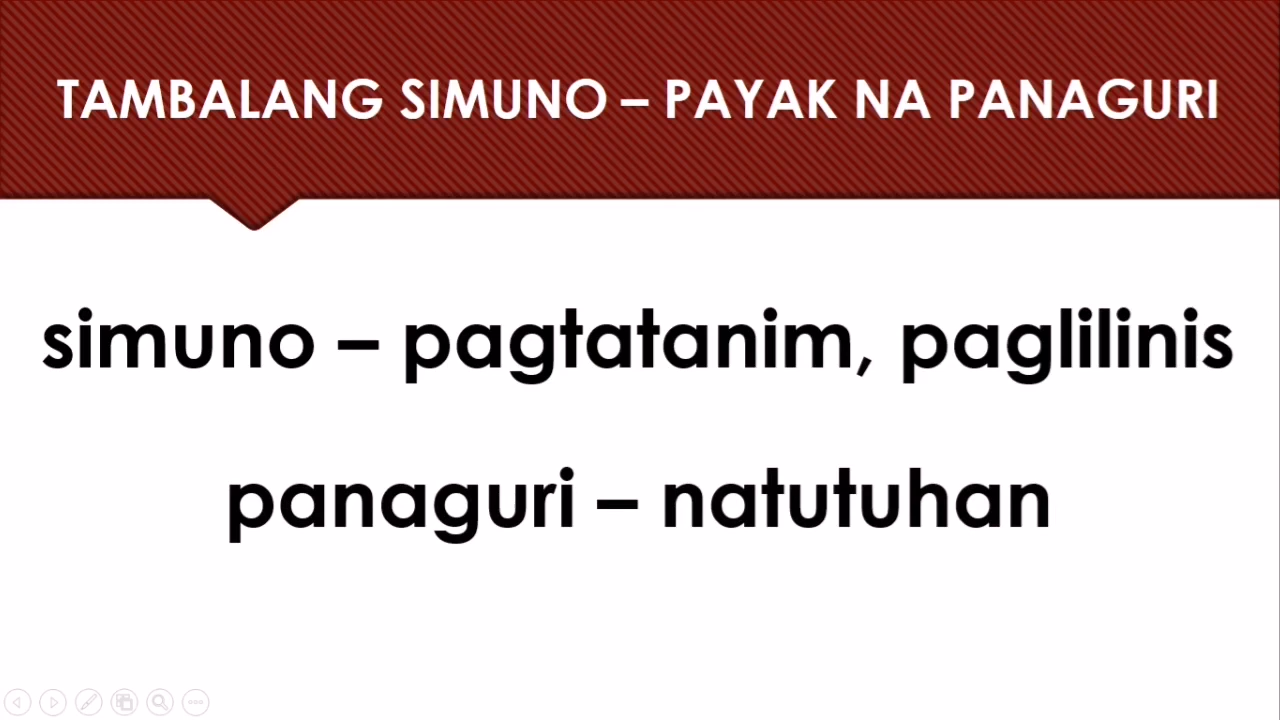 TAMBALANG SIMUNO – PAYAK NA PANAGURI
simuno – pagtatanim, paglilinis
panaguri – natutuhan